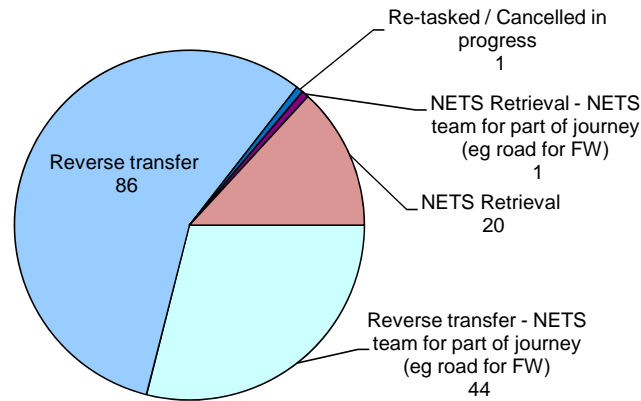 Re-tasked / Cancelled in
progress
1
NETS Retrieval - NETS
team for part of journey
(eg road for FW)
1
Reverse transfer
86
NETS Retrieval
20
Reverse transfer - NETS
team for part of journey
(eg road for FW)
44